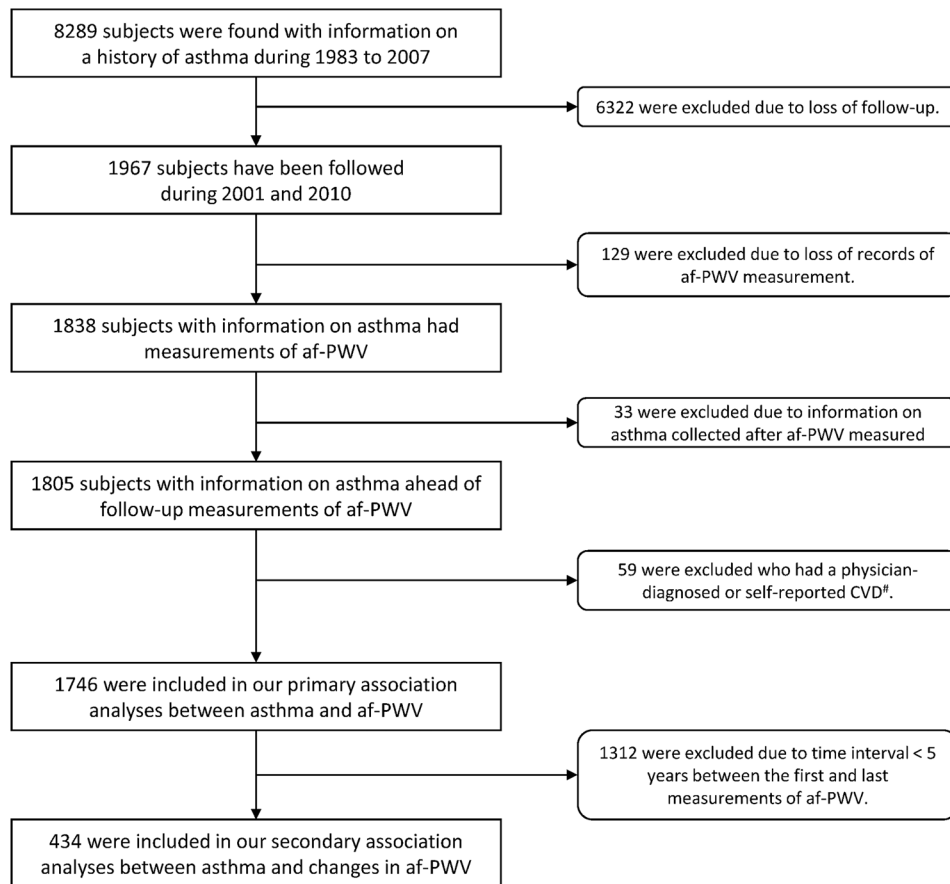 8289 subjects were found with information on
a history of asthma during 1983 to 2007
6322 were excluded due to loss of follow-up.
1967 subjects have been followed
during 2001 and 2010
129 were excluded due to loss of records of
af-PWV measurement.
1838 subjects with information on asthma had
measurements of af-PWV
33 were excluded due to information on
asthma collected after af-PWV measured
1805 subjects with information on asthma ahead of
follow-up measurements of af-PWV
59 were excluded who had a physician-
diagnosed or self-reported CVD#.
1746 were included in our primary association
analyses between asthma and af-PWV
1312 were excluded due to time interval < 5
years between the first and last
measurements of af-PWV.
434 were included in our secondary association
analyses between asthma and changes in af-PWV